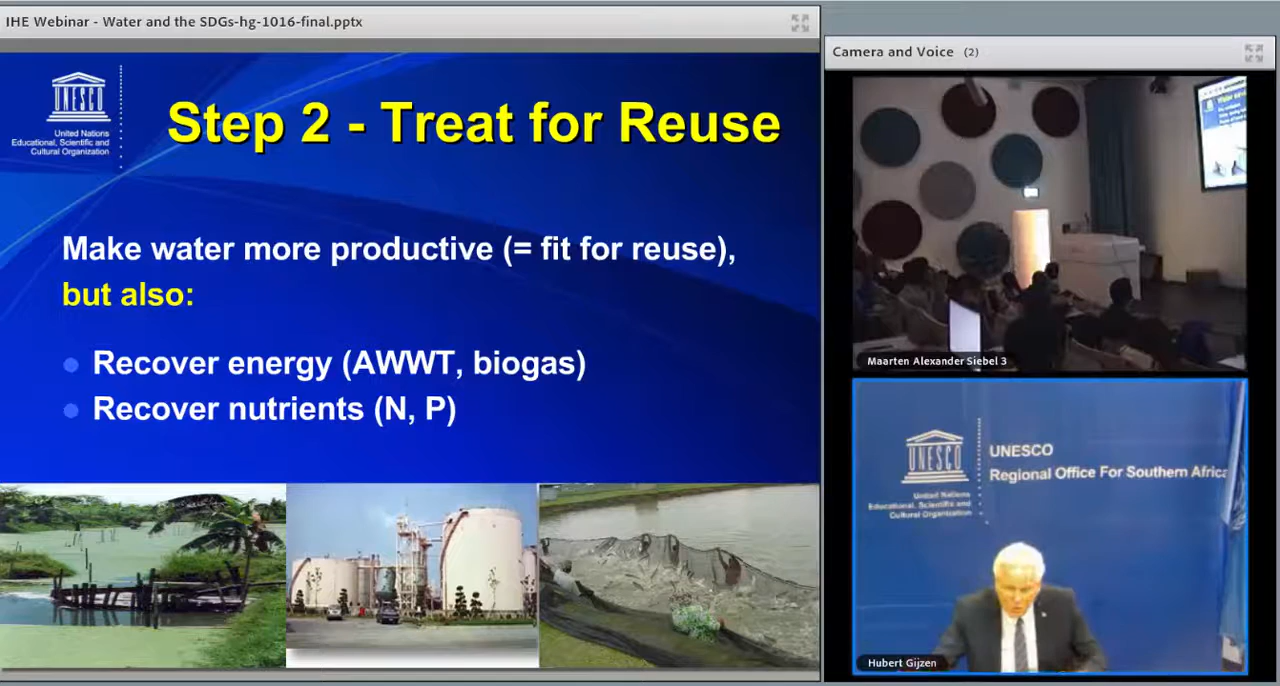 IHE Webinar - Water and the SDGs-hg-1016-final.pptx
UNESCO
United Nations
Educational, Scientific and
Cultural Organization
Step 2 - Treat for Reuse
Make water more productive (= fit for reuse),
but also:
Recover energy (AWWT, biogas)
Recover nutrients (N, P)
Camera and Voice (2)
Maarten Alexander Siebel 3
UNESCO
United Nations
Educational, Scientific and
Cultural Organization
UNESCO
Regional Office For Southern Africa
Hubert Gijzen